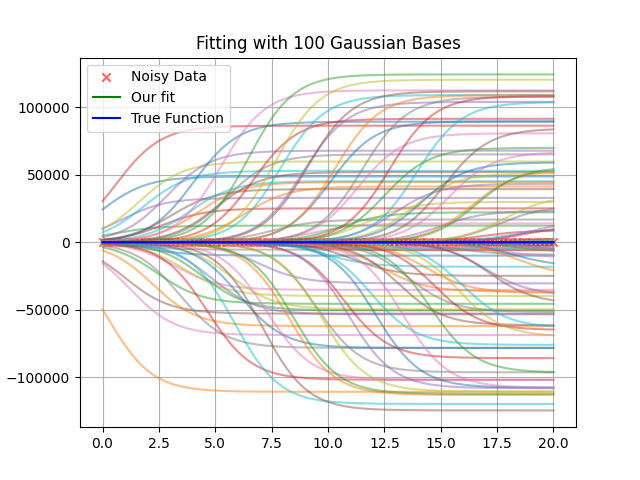 Fitting with 100 Gaussian Bases
Noisy Data
Our fit
True Function
100000
50000
0
−50000
−100000
0.0 2.5 5.0 7.5 10.0 12.5 15.0 17.5 20.0